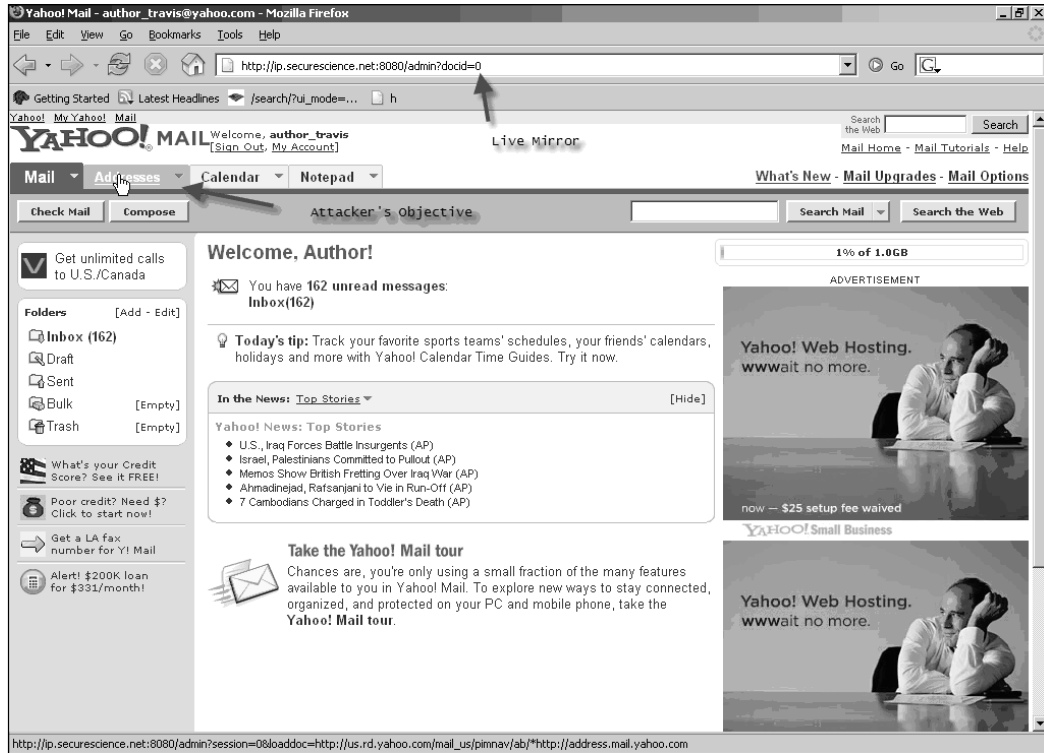 Yahoo! Mail - author_travis@yahoo.com - Mozilla Firefox
File Edit View Go Bookmarks Tools Help
http://ip.securescience.net:8080/admin?docid=0
Go
G
Getting Started Latest Headlines /search/?ui_mode=... h
Yahoo! My Yahoo! Mail
YAHOO! MAIL
Welcome, author_travis
[Sign Out, My Account]
Live Mirror
Search the Web
Search
Mail Home - Mail Tutorials - Help
Mail Addresses Calendar Notepad
What's New - Mail Upgrades - Mail Options
Check Mail Compose
Attacker's Objective
Search Mail Search the Web
Get unlimited calls
to U.S./Canada
Folders [Add - Edit]
Inbox (162)
Draft
Sent
Bulk [Empty]
Trash [Empty]
What's your Credit
Score? See it FREE!
Poor credit? Need $?
Click to start now!
Get a LA fax
number for Y! Mail
Alert! $200K loan
for $331/month!
Welcome, Author!
You have 162 unread messages:
Inbox(162)
Today's tip: Track your favorite sports teams' schedules, your friends' calendars,
holidays and more with Yahoo! Calendar Time Guides. Try it now.
In the News: Top Stories [Hide]
Yahoo! News: Top Stories
U.S., Iraq Forces Battle Insurgents (AP)
Israel, Palestinians Committed to Pullout (AP)
Memos Show British Fretting Over Iraq War (AP)
Ahmadinejad, Rafsanjani to Vie in Run-Off (AP)
7 Cambodians Charged in Toddler's Death (AP)
Take the Yahoo! Mail tour
Chances are, you're only using a small fraction of the many features
available to you in Yahoo! Mail. To explore new ways to stay connected,
organized, and protected on your PC and mobile phone, take the
Yahoo! Mail tour.
1% of 1.0GB
ADVERTISEMENT
Yahoo! Web Hosting.
wwwait no more.
now — $25 setup fee waived
YAHOO! Small Business
Yahoo! Web Hosting.
wwwait no more.
http://ip.securescience.net:8080/admin?session=0&loaddoc=http://us.rd.yahoo.com/mail_us/pimnav/ab/*http://address.mail.yahoo.com